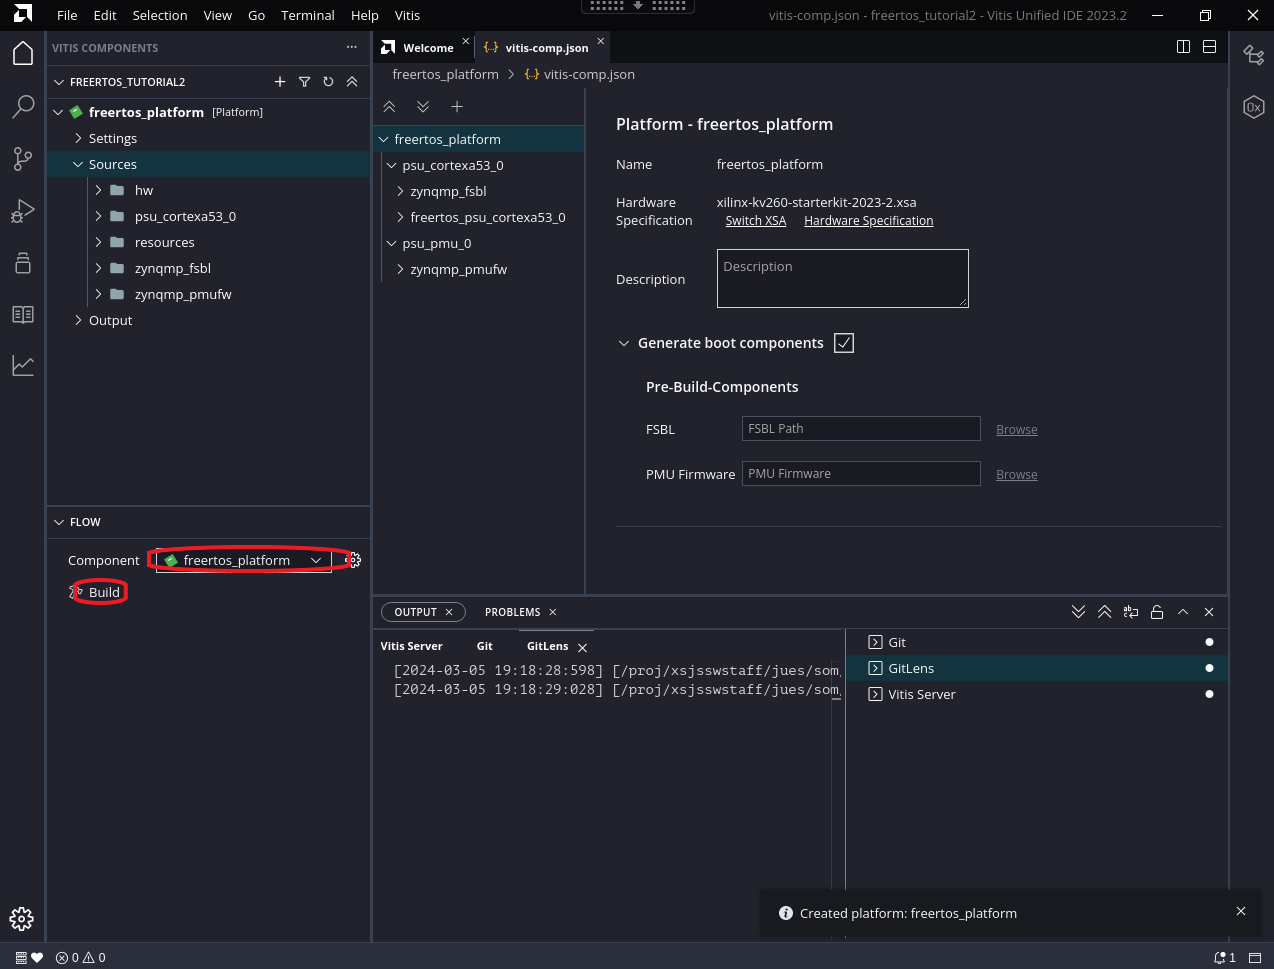 File Edit Selection View Go Terminal Help Vitis
vitis-comp.json - freertos_tutorial2 - Vitis Unified IDE 2023.2
VITIS COMPONENTS
FREERTOS_TUTORIAL2
freertos_platform [Platform]
Settings
Sources
hw
psu_cortexa53_0
resources
zynqmp_fsbl
zynqmp_pmufw
Output
FLOW
Component freertos_platform
Build
Welcome
{..} vitis-comp.json
freertos_platform > {..} vitis-comp.json
freertos_platform
psu_cortexa53_0
zynqmp_fsbl
freertos_psu_cortexa53_0
psu_pmu_0
zynqmp_pmufw
Platform - freertos_platform
Name freertos_platform
Hardware Specification xilinx-kv260-starterkit-2023-2.xsa
Switch XSA Hardware Specification
Description Description
Generate boot components
Pre-Build-Components
FSBL FSBL Path Browse
PMU Firmware PMU Firmware Browse
OUTPUT PROBLEMS
Vitis Server Git GitLens
[2024-03-05 19:18:28:598] [/proj/xsjsswstaff/jues/som
[2024-03-05 19:18:29:028] [/proj/xsjsswstaff/jues/som
Git
GitLens
Vitis Server
Created platform: freertos_platform
0 0
1
0x